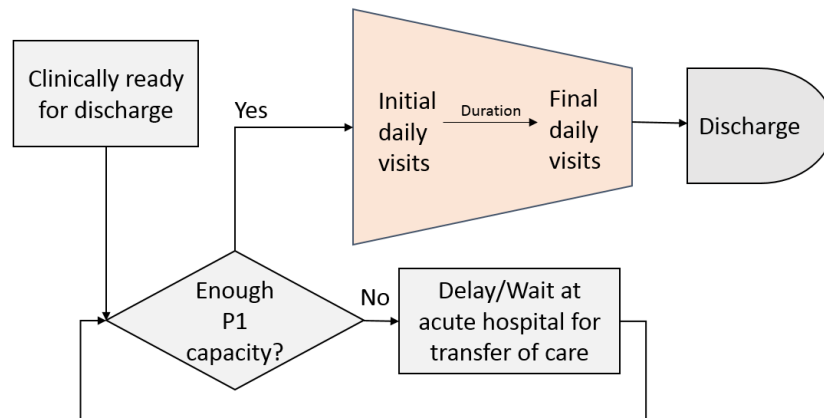 Clinically ready
for discharge
Yes
Initial
daily
visits
Duration
Final
daily
visits
Discharge
Enough
P1
capacity?
No
Delay/Wait at
acute hospital for
transfer of care